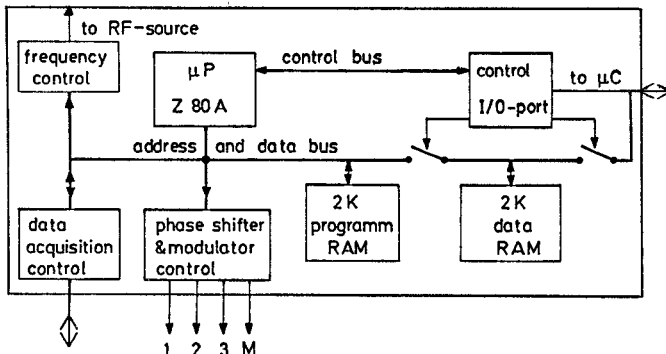 to RF-source
frequency
control
μP
Z 80A
control bus
control
I/O-port
to μC
address and data bus
data
acquisition
control
phase shifter
&modulator
control
2K
programm
RAM
2K
data
RAM
1 2 3 M